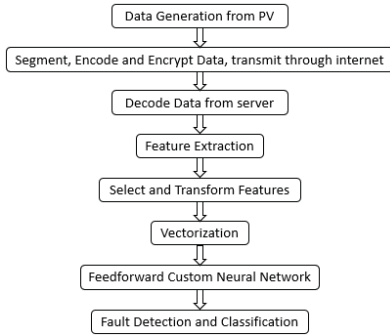 Data Generation from PV
Segment, Encode and Encrypt Data, transmit through internet
Decode Data from server
Feature Extraction
Select and Transform Features
Vectorization
Feedforward Custom Neural Network
Fault Detection and Classification